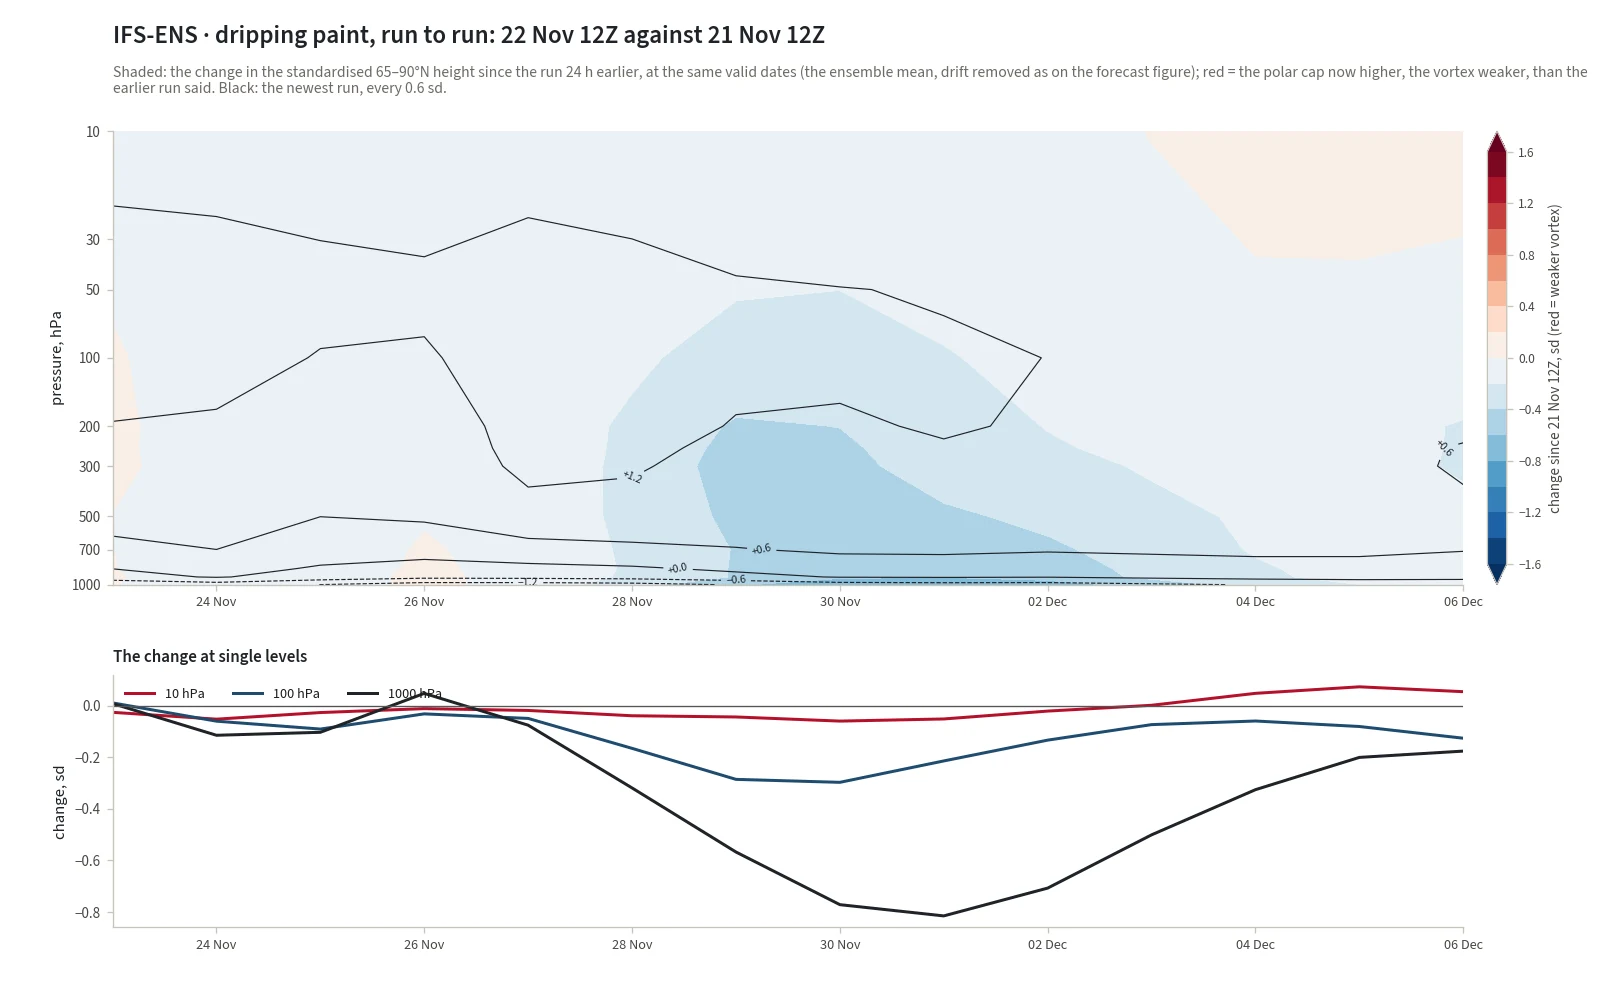 IFS-ENS · dripping paint, run to run: 22 Nov 12Z against 21 Nov 12Z
Shaded: the change in the standardised 65–90°N height since the run 24 h earlier, at the same valid dates (the ensemble mean, drift removed as on the forecast figure); red = the polar cap now higher, the vortex weaker, than the
earlier run said. Black: the newest run, every 0.6 sd.
pressure, hPa
10
30
50
100
200
300
500
700
1000
+1.2
+0.6
+0.6
+0.0
−0.6
−1.2
24 Nov
26 Nov
28 Nov
30 Nov
02 Dec
04 Dec
06 Dec
1.6
1.2
0.8
0.4
0.0
−0.4
−0.8
−1.2
−1.6
change since 21 Nov 12Z, sd (red = weaker vortex)
The change at single levels
10 hPa
100 hPa
1000 hPa
change, sd
0.0
−0.2
−0.4
−0.6
−0.8
24 Nov
26 Nov
28 Nov
30 Nov
02 Dec
04 Dec
06 Dec